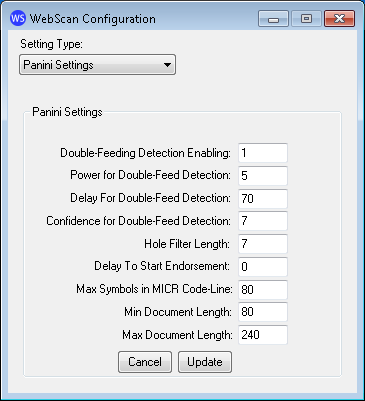 WS WebScan Configuration
Setting Type:
Panini Settings
Panini Settings
Double-Feeding Detection Enabling: 1
Power for Double-Feed Detection: 5
Delay For Double-Feed Detection: 70
Confidence for Double-Feed Detection: 7
Hole Filter Length: 7
Delay To Start Endorsement: 0
Max Symbols in MICR Code-Line: 80
Min Document Length: 80
Max Document Length: 240
Cancel Update